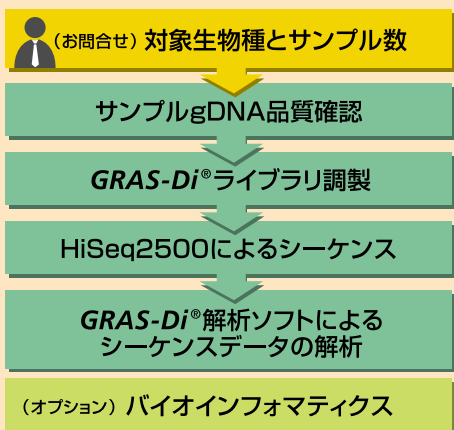 （お問合せ）対象生物種とサンプル数
サンプルgDNA品質確認
GRAS-Di®ライブラリ調製
HiSeq2500によるシーケンス
GRAS-Di®解析ソフトによる
シーケンスデータの解析
（オプション）バイオインフォマティクス